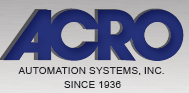 ACRO
AUTOMATION SYSTEMS, INC.
SINCE 1936